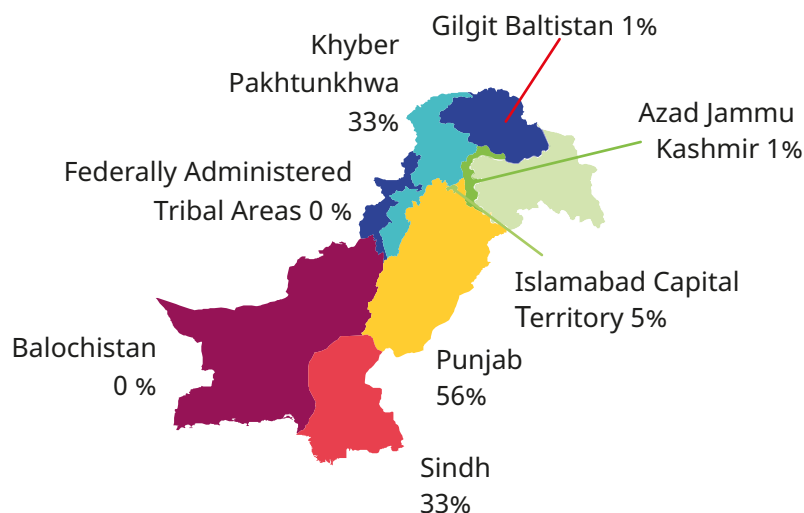 Gilgit Baltistan 1%
Khyber
Pakhtunkhwa
33%
Azad Jammu
Kashmir 1%
Federally Administered
Tribal Areas 0 %
Islamabad Capital
Territory 5%
Balochistan
0 %
Punjab
56%
Sindh
33%